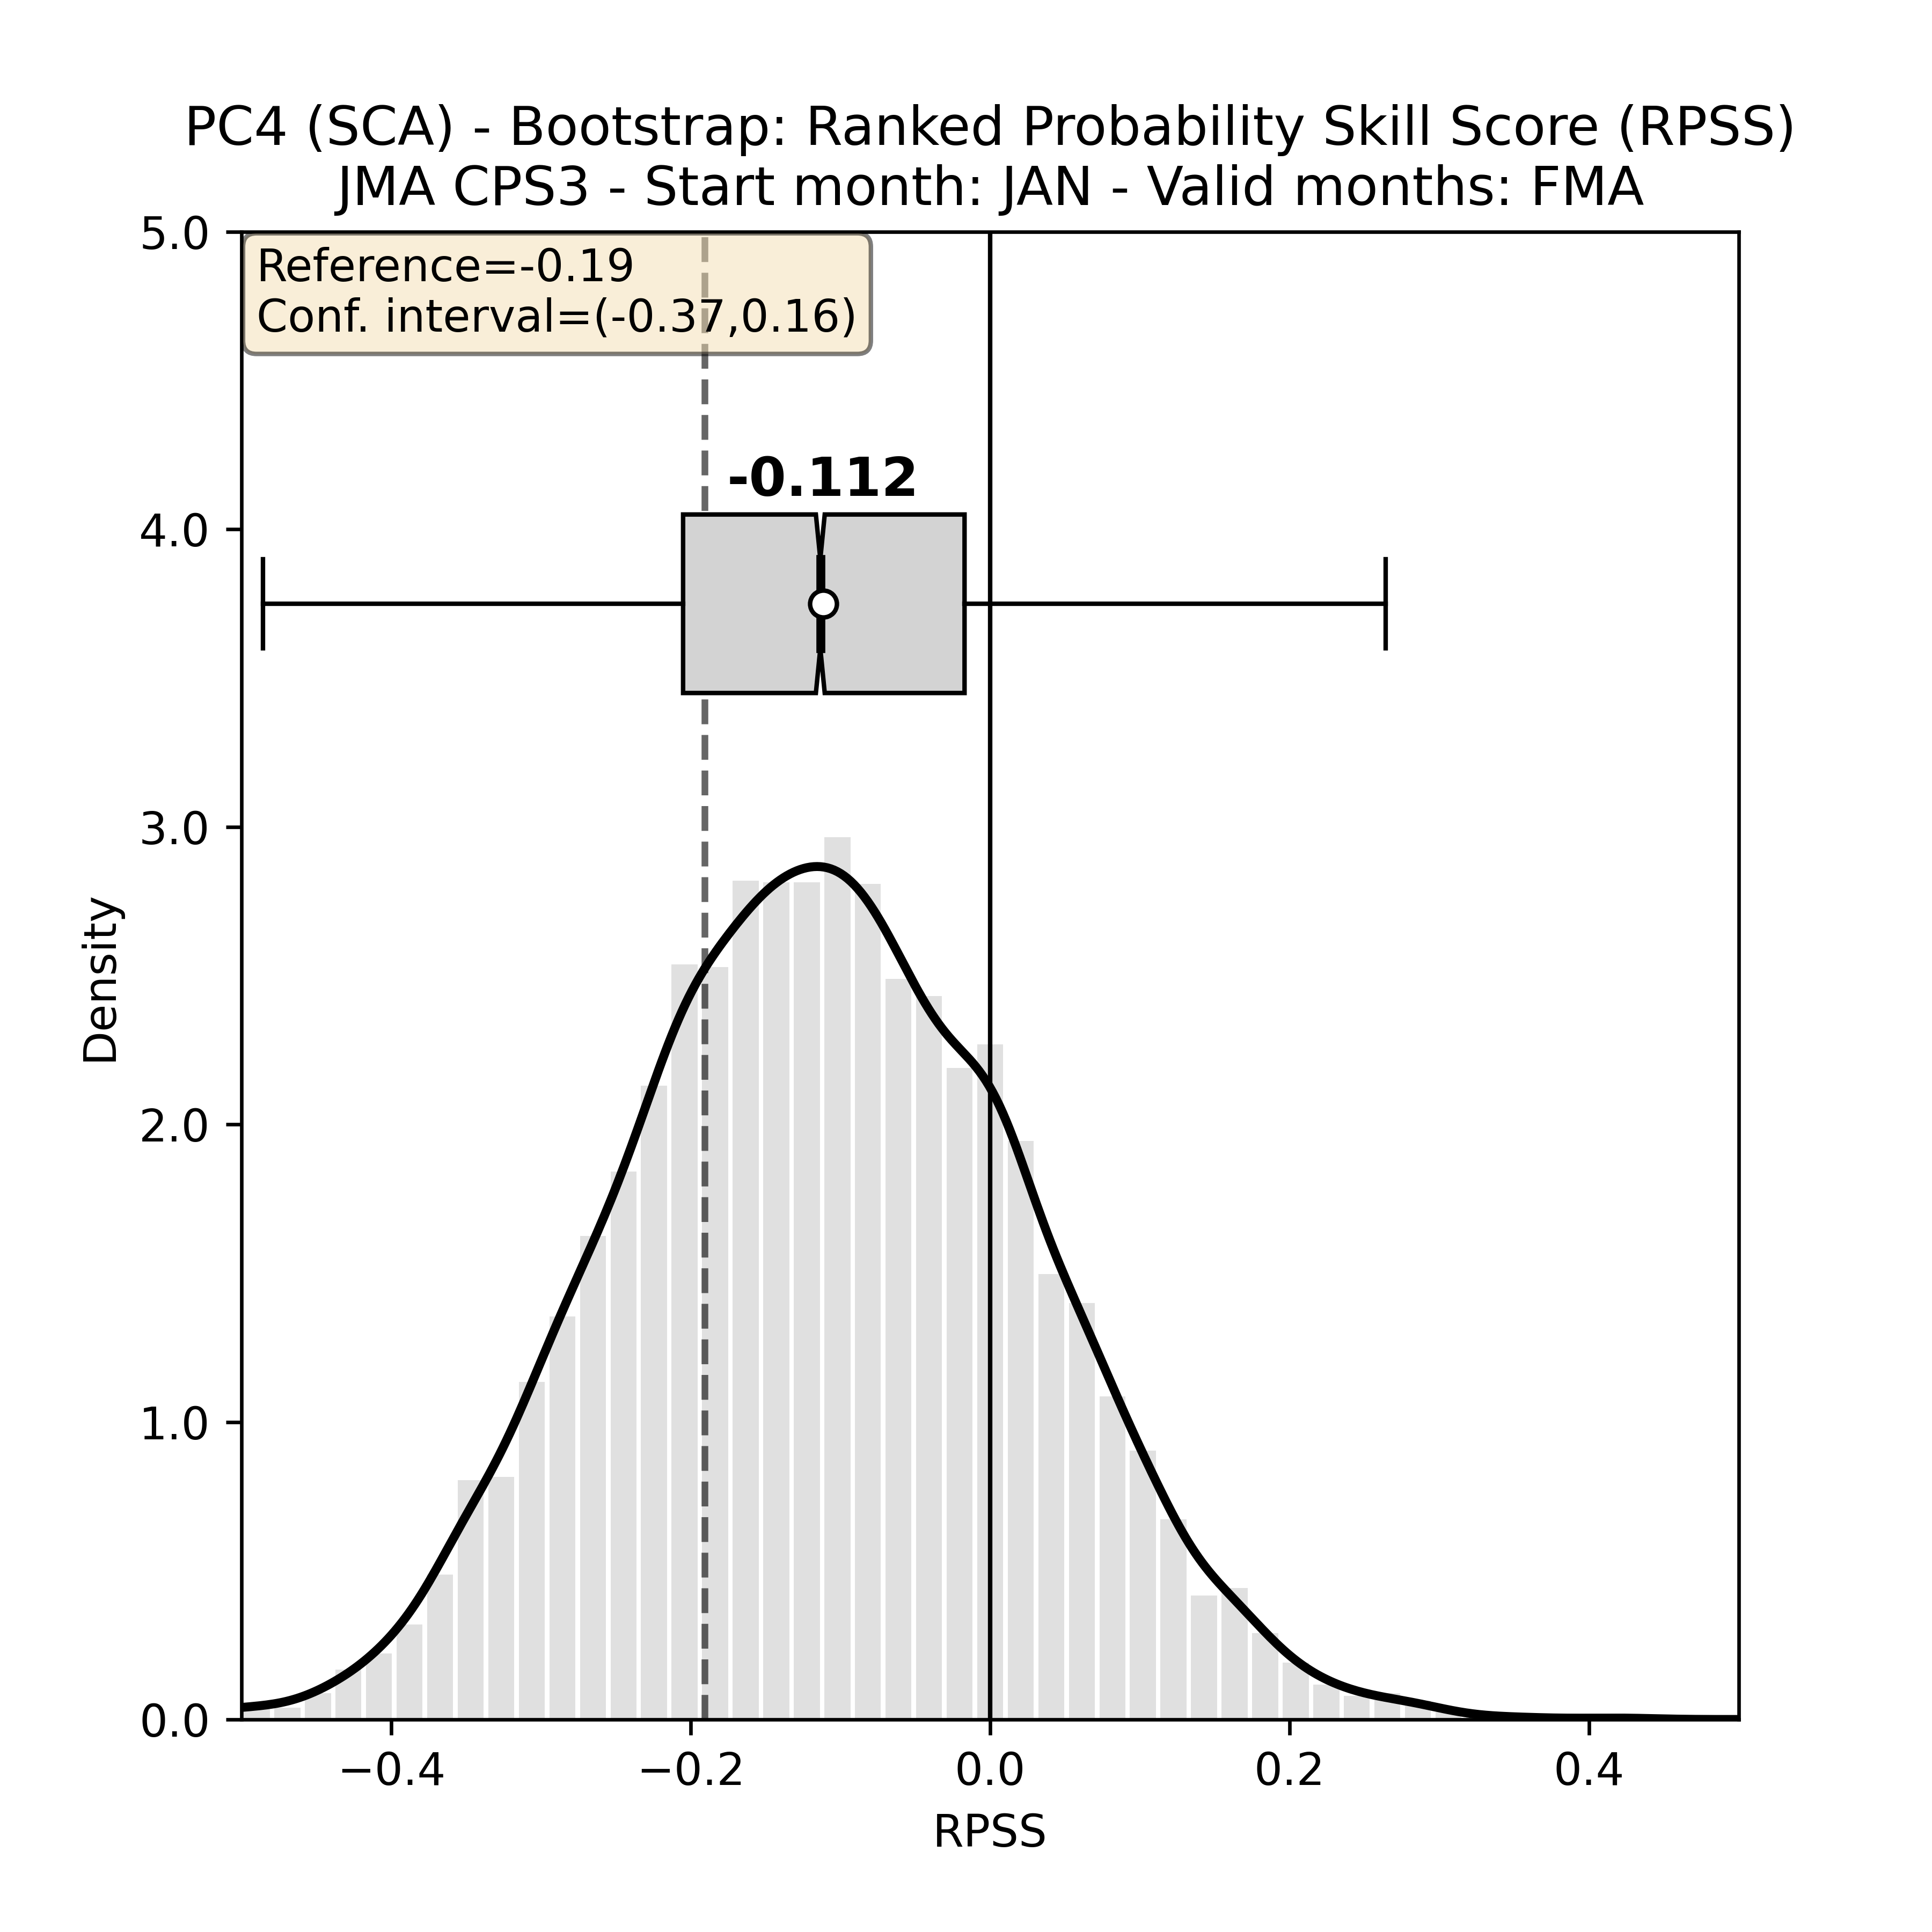 PC4 (SCA) - Bootstrap: Ranked Probability Skill Score (RPSS)
JMA CPS3 - Start month: JAN - Valid months: FMA
5.0
Reference=-0.19
Conf. interval=(-0.37,0.16)
-0.112
4.0
3.0
Density
2.0
1.0
0.0
−0.4 −0.2 0.0 0.2 0.4
RPSS